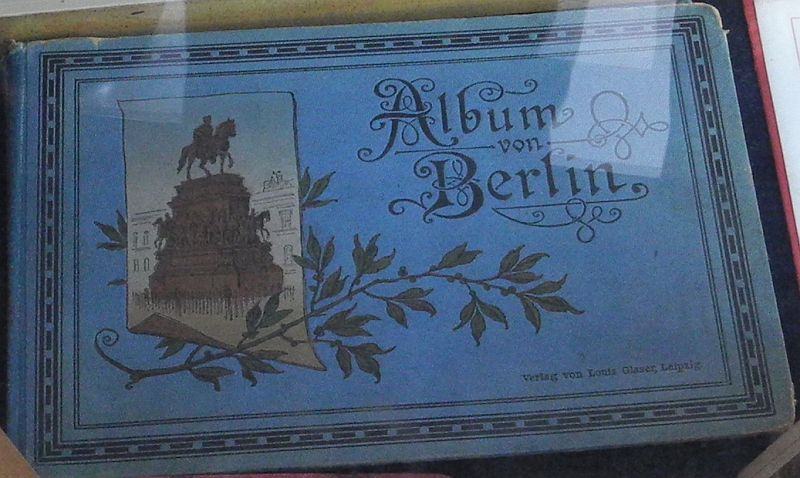 Album
von
Berlin
Verlag von Louis Glaser, Leipzig.